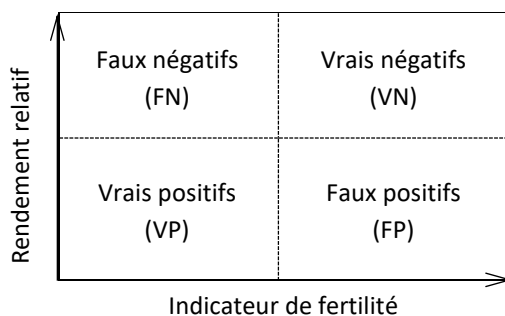 Rendement relatif
Faux négatifs
(FN)
Vrais négatifs
(VN)
Vrais positifs
(VP)
Faux positifs
(FP)
Indicateur de fertilité